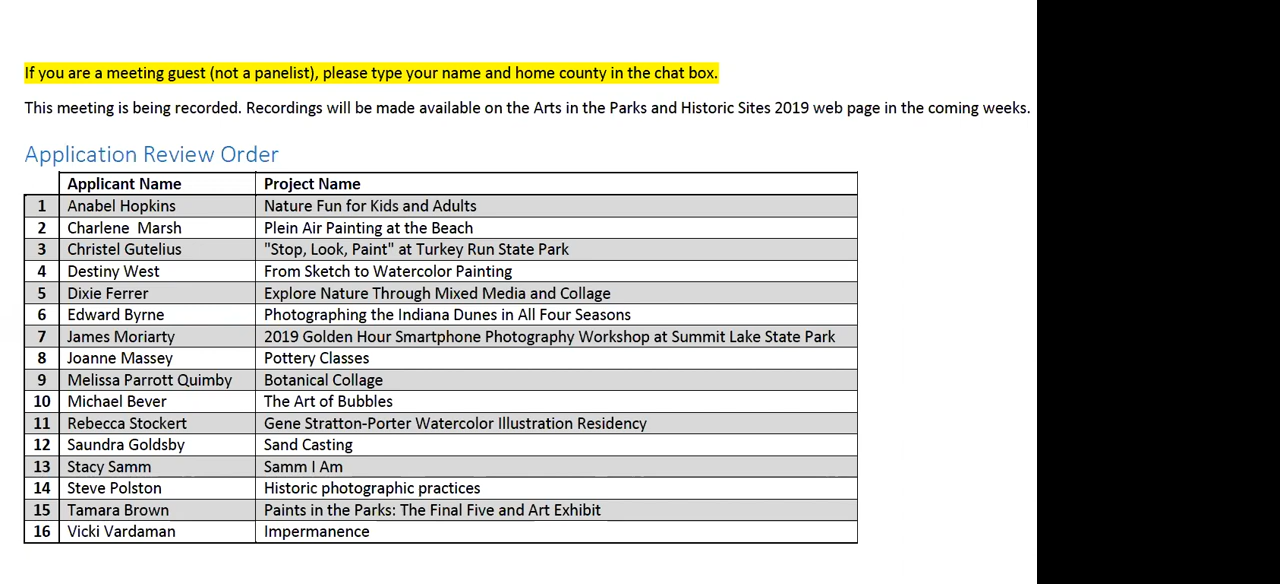 If you are a meeting guest (not a panelist), please type your name and home county in the chat box.
This meeting is being recorded. Recordings will be made available on the Arts in the Parks and Historic Sites 2019 web page in the coming weeks.
Application Review Order
Applicant Name Project Name
1 Anabel Hopkins Nature Fun for Kids and Adults
2 Charlene Marsh Plein Air Painting at the Beach
3 Christel Gutelius "Stop, Look, Paint" at Turkey Run State Park
4 Destiny West From Sketch to Watercolor Painting
5 Dixie Ferrer Explore Nature Through Mixed Media and Collage
6 Edward Byrne Photographing the Indiana Dunes in All Four Seasons
7 James Moriarty 2019 Golden Hour Smartphone Photography Workshop at Summit Lake State Park
8 Joanne Massey Pottery Classes
9 Melissa Parrott Quimby Botanical Collage
10 Michael Bever The Art of Bubbles
11 Rebecca Stockert Gene Stratton-Porter Watercolor Illustration Residency
12 Saundra Goldsby Sand Casting
13 Stacy Samm Samm I Am
14 Steve Polston Historic photographic practices
15 Tamara Brown Paints in the Parks: The Final Five and Art Exhibit
16 Vicki Vardaman Impermanence